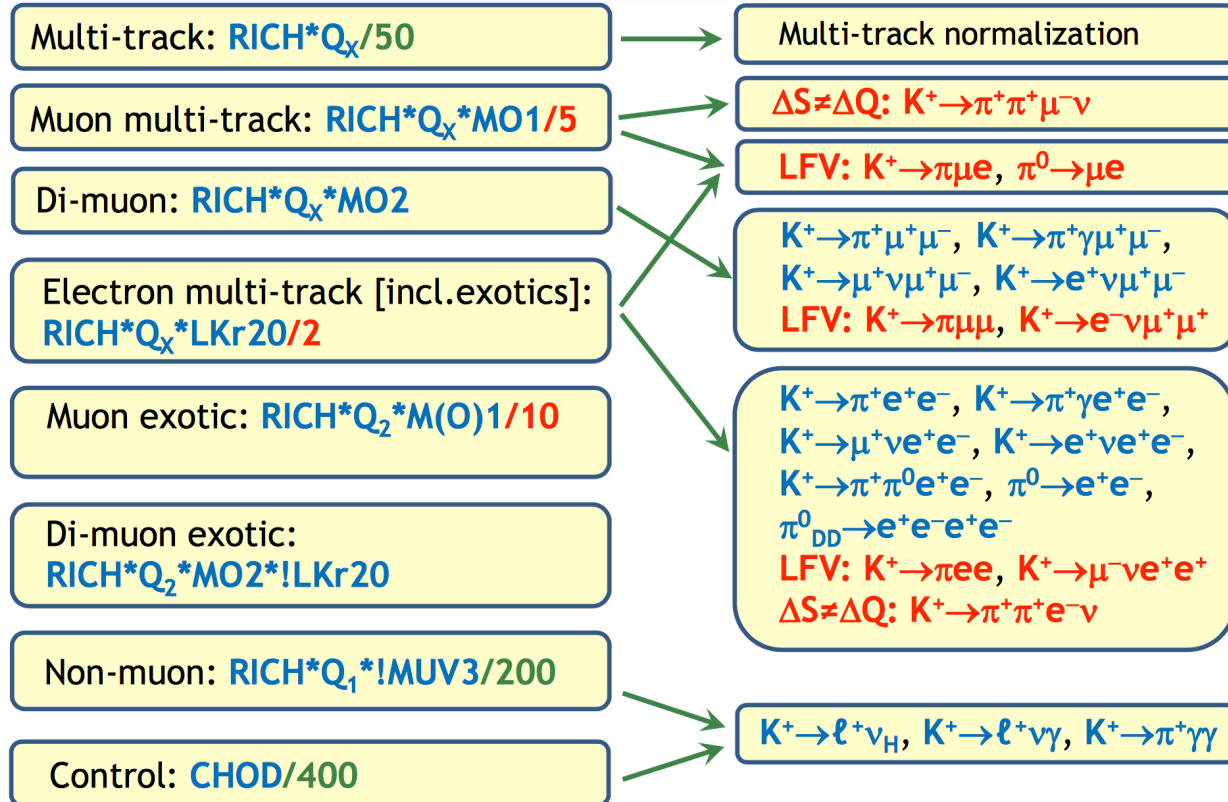 Multi-track: RICH*Qₓ/50
Muon multi-track: RICH*Qₓ*MO1/5
Di-muon: RICH*Qₓ*MO2
Electron multi-track [incl.exotics]:
RICH*Qₓ*LKr20/2
Muon exotic: RICH*Q₂*M(O)1/10
Di-muon exotic:
RICH*Q₂*MO2*!LKr20
Non-muon: RICH*Q₁*!MUV3/200
Control: CHOD/400
Multi-track normalization
ΔS≠ΔQ: K⁺→π⁺π⁺μ⁻ν
LFV: K⁺→πμe, π⁰→μe
K⁺→π⁺μ⁺μ⁻, K⁺→π⁺γμ⁺μ⁻,
K⁺→μ⁺νμ⁺μ⁻, K⁺→e⁺νμ⁺μ⁻
LFV: K⁺→πμμ, K⁺→e⁻νμ⁺μ⁺
K⁺→π⁺e⁺e⁻, K⁺→π⁺γe⁺e⁻,
K⁺→μ⁺νe⁺e⁻, K⁺→e⁺νe⁺e⁻,
K⁺→π⁺π⁰e⁺e⁻, π⁰→e⁺e⁻,
π⁰_DD→e⁺e⁻e⁺e⁻
LFV: K⁺→πee, K⁺→μ⁻νe⁺e⁺
ΔS≠ΔQ: K⁺→π⁺π⁺e⁻ν
K⁺→ℓ⁺ν_H, K⁺→ℓ⁺νγ, K⁺→π⁺γγ